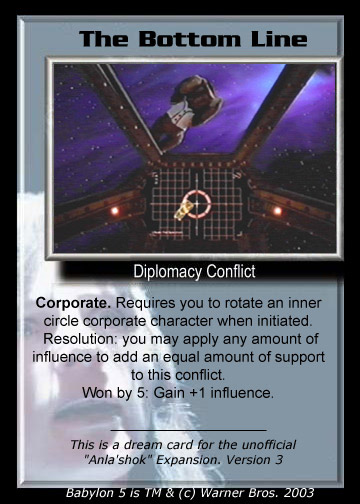 The Bottom Line
Diplomacy Conflict
Corporate. Requires you to rotate an inner
circle corporate character when initiated.
Resolution: you may apply any amount of
influence to add an equal amount of support
to this conflict.
Won by 5: Gain +1 influence.
This is a dream card for the unofficial
"Anla'shok" Expansion. Version 3
Babylon 5 is TM & (c) Warner Bros. 2003